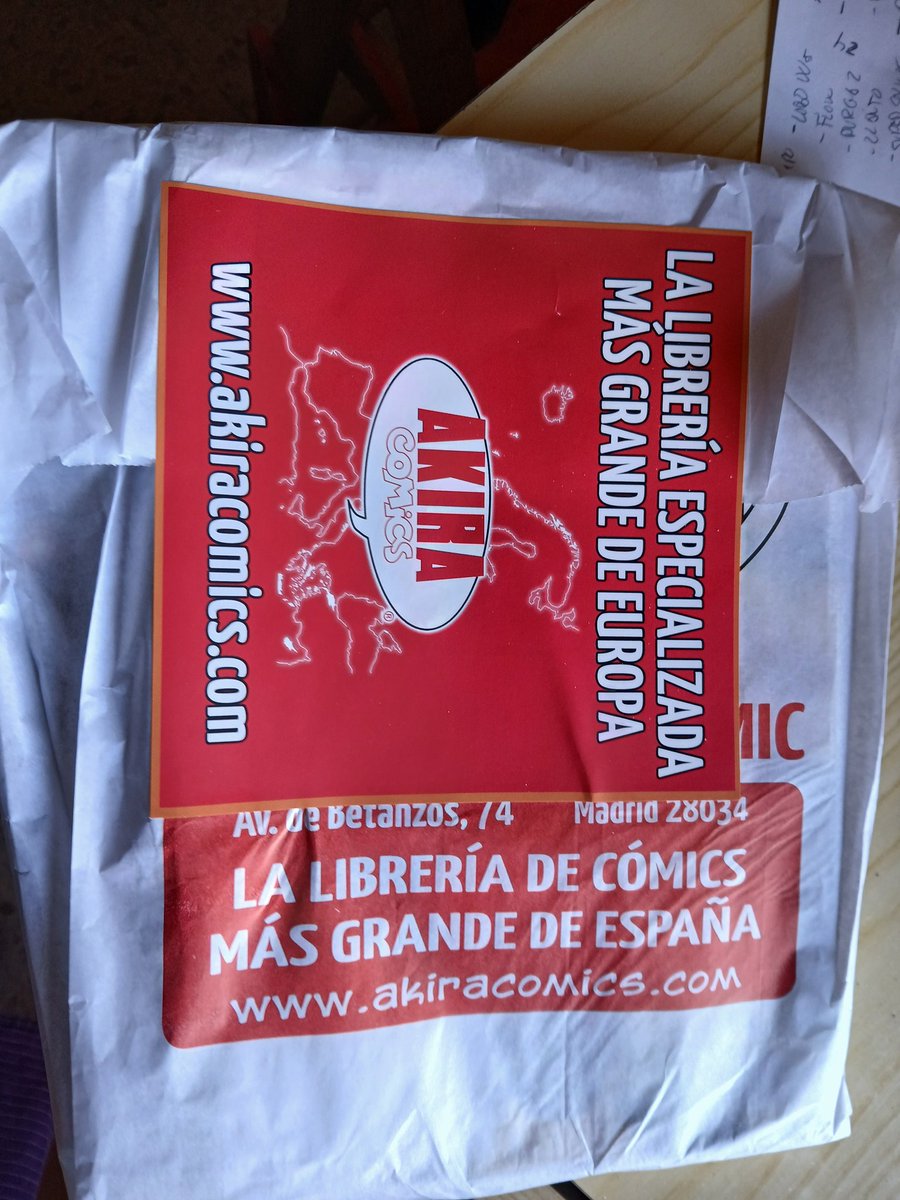 LA LIBRERÍA ESPECIALIZADA
MÁS GRANDE DE EUROPA
AKIRA
COMICS
®
www.akiracomics.com
MIC
Av. de Betanzos, 74 Madrid 28034
LA LIBRERÍA DE CÓMICS
MÁS GRANDE DE ESPAÑA
www.akiracomics.com